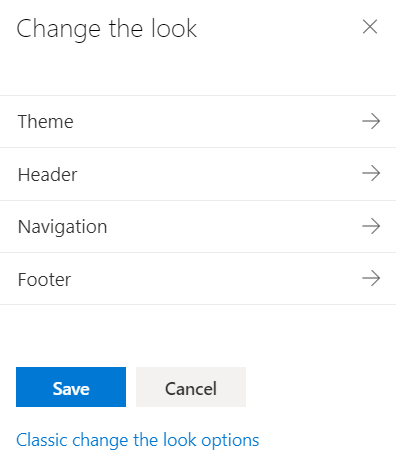 Change the look
Theme
Header
Navigation
Footer
Save Cancel
Classic change the look options